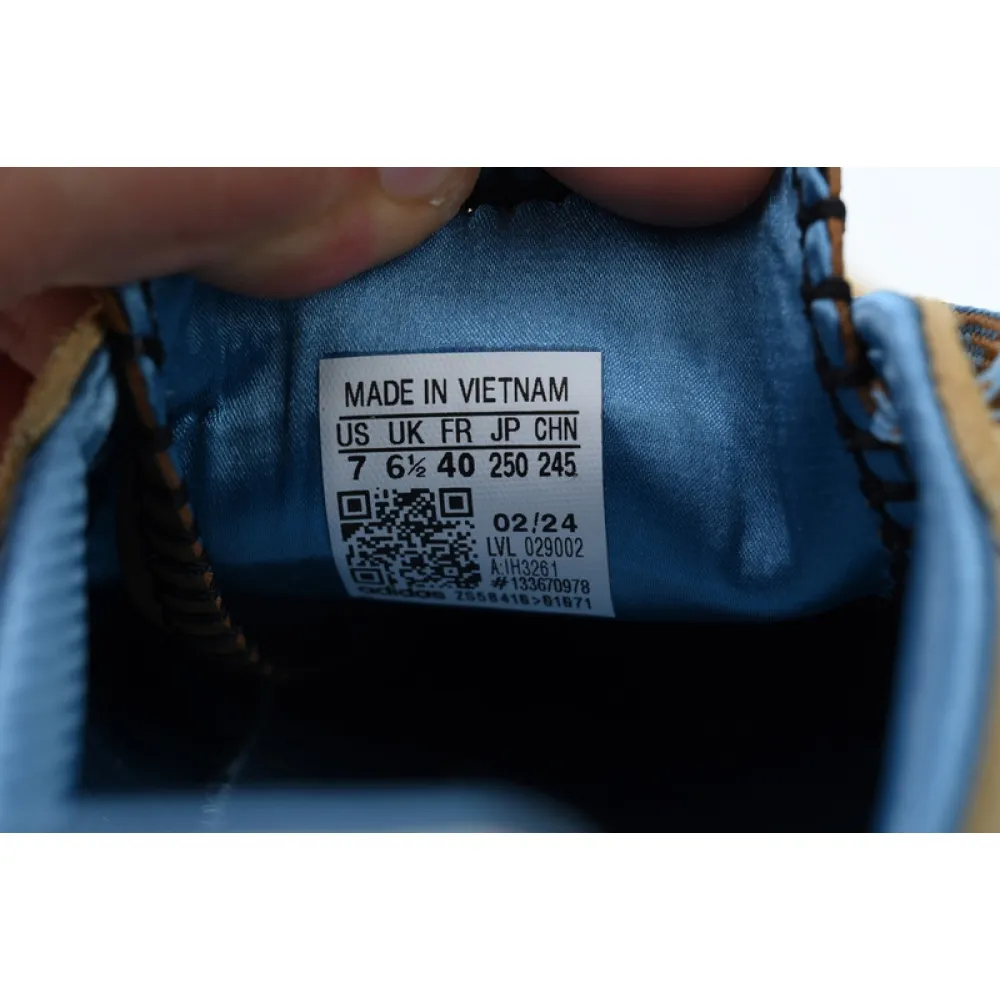 MADE IN VIETNAM
US UK FR JP CHN
7 6½ 40 250 245
02/24
LVL 029002
A:IH3261
#133670978
adidas